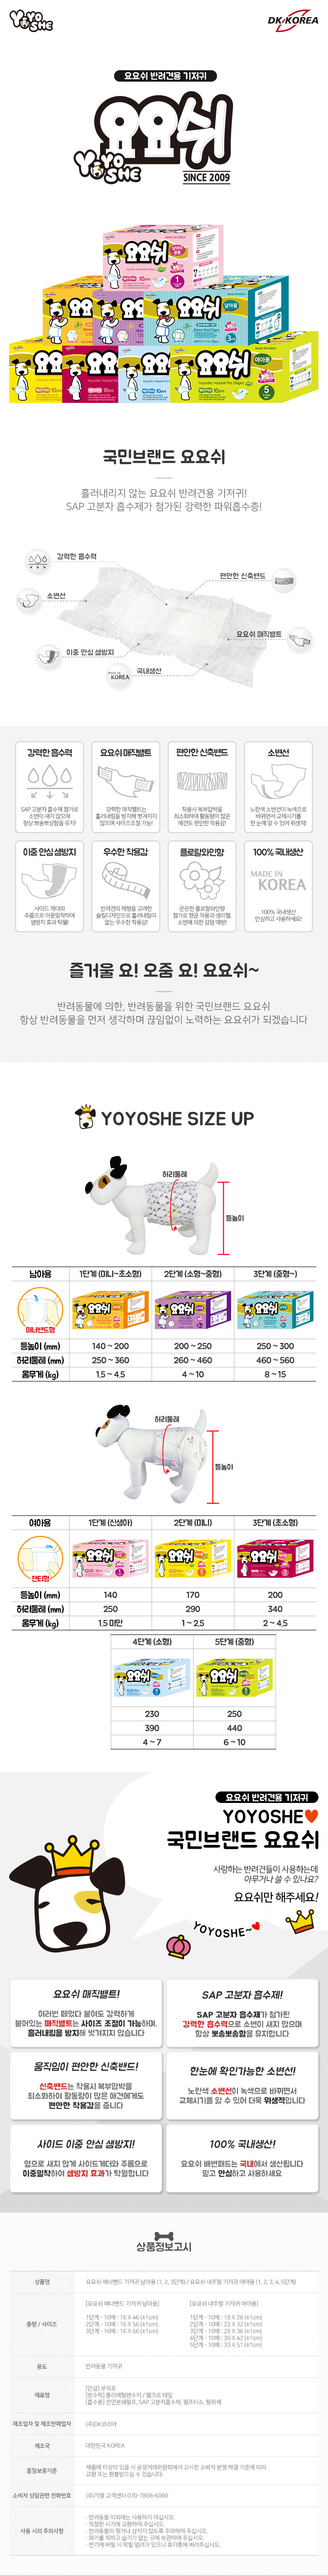 YOYO SHE
DK KOREA
요요쉬 반려견용 기저귀
요요쉬
YOYO SHE
SINCE 2009
국민브랜드 요요쉬
흘러내리지 않는 요요쉬 반려견용 기저귀!
SAP 고분자 흡수제가 첨가된 강력한 파워흡수층!
강력한 흡수력
편안한 신축밴드
소변선
요요쉬 매직밸트
이중 안심 샘방지
국내생산
MADE IN KOREA
강력한 흡수력
SAP 고분자 흡수제 첨가로
소변이 새지 않으며
항상 뽀송뽀상함을 유지!
요요쉬 매직밸트
강력한 매직밸트는
흘러내림을 방지해 벗겨지지
않으며 사이즈조절 가능!
편안한 신축밴드
착용시 복부압박을
최소화하여 활동량이 많은
애견도 편안한 착용감!
소변선
노란색 소변선이 녹색으로
바뀌면서 교체시기를
한 눈에 알 수 있어 위생적!
이중 안심 샘방지
사이드 게더와
주름으로 이중밀착하여
샘방지 효과 탁월!
우수한 착용감
반려견의 체형을 고려한
슬림디자인으로 흘러내림이
없는 우수한 착용감!
플로랄와인향
은은한 플로랄와인향
첨가로 향균 작용과 생리혈,
소변에 의한 감염 예방!
100% 국내생산
MADE IN
KOREA
100% 국내생산
안심하고 사용하세요!
즐거울 요! 오줌 요! 요요쉬~
반려동물에 의한, 반려동물을 위한 국민브랜드 요요쉬
항상 반려동물을 먼저 생각하며 끊임없이 노력하는 요요쉬가 되겠습니다
YOYOSHE SIZE UP
허리둘레
등높이
남아용 1단계 (미니~초소형) 2단계 (소형~중형) 3단계 (중형~)
매너밴드형
등높이 (mm) 140 ~ 200 200 ~ 250 250 ~ 300
허리둘레 (mm) 250 ~ 360 260 ~ 460 460 ~ 560
몸무게 (kg) 1.5 ~ 4.5 4 ~ 10 8 ~ 15
허리둘레
등높이
여아용 1단계 (신생아) 2단계 (미니) 3단계 (초소형)
팬티형
등높이 (mm) 140 170 200
허리둘레 (mm) 250 290 340
몸무게 (kg) 1.5 미만 1 ~ 2.5 2 ~ 4.5
4단계 (소형) 5단계 (중형)
230 250
390 440
4 ~ 7 6 ~ 10
요요쉬 반려견용 기저귀
YOYOSHE
국민브랜드 요요쉬
사랑하는 반려견들이 사용하는데
아무거나 쓸 수 있나요?
요요쉬만 해주세요!
YOYOSHE~
요요쉬 매직밸트!
여러번 떼었다 붙여도 강력하게
붙어있는 매직밸트는 사이즈 조절이 가능하며,
흘러내림을 방지해 벗겨지지 않습니다
SAP 고분자 흡수제!
SAP 고분자 흡수제가 첨가된
강력한 흡수력으로 소변이 새지 않으며
항상 뽀송뽀송함을 유지합니다
움직임이 편안한 신축밴드!
신축밴드는 착용시 복부압박을
최소화하여 활동량이 많은 애견에게도
편안한 착용감을 줍니다
한눈에 확인가능한 소변선!
노란색 소변선이 녹색으로 바뀌면서
교체시기를 알 수 있어 더욱 위생적입니다
사이드 이중 안심 샘방지!
앞으로 새지 않게 사이드게더와 주름으로
이중밀착하여 샘방지 효과가 탁월합니다
100% 국내생산!
요요쉬 배변패드는 국내에서 생산됩니다
믿고 안심하고 사용하세요
상품정보고시
상품명 요요쉬 매너밴드 기저귀 남아용 (1, 2, 3단계) / 요요쉬 내추럴 기저귀 여아용 (1, 2, 3, 4, 5단계)
중량 / 사이즈
[요요쉬 매너밴드 기저귀 남아용] [요요쉬 내추럴 기저귀 여아용]
1단계 - 10매 : 16 X 46 (±1cm) 1단계 - 10매 : 18 X 28 (±1cm)
2단계 - 10매 : 16 X 56 (±1cm) 2단계 - 10매 : 22 X 32 (±1cm)
3단계 - 10매 : 16 X 66 (±1cm) 3단계 - 10매 : 28 X 36 (±1cm)
4단계 - 10매 : 30 X 42 (±1cm)
5단계 - 10매 : 33 X 51 (±1cm)
용도 반려동물 기저귀
재료명
[안감] 부직포
[방수막] 폴리에틸렌수지 / 벨크로 테잎
[흡수층] 천연분쇄펄프, SAP 고분자흡수체, 펄프티슈, 탈취제
제조업자 및 제조판매업자 (주)DK코리아
제조국 대한민국 KOREA
품질보증기준
제품에 이상이 있을 시 공정거래위원회에서 고시한 소비자 분쟁 해결 기준에 따라
교환 또는 환불받으실 수 있습니다.
소비자 상담관련 전화번호 (주)지엘 고객센터 070-7808-6060
사용 시의 주의사항
· 반려동물 이외에는 사용하지 마십시오.
· 적절한 시기에 교환하여 주십시오.
· 반려동물이 찢거나 삼키지 않도록 주의하여 주십시오.
· 화기를 피하고 습기가 없는 곳에 보관하여 주십시오.
· 변기에 버릴 시 막힐 염려가 있으니 휴지통에 버려주십시오.